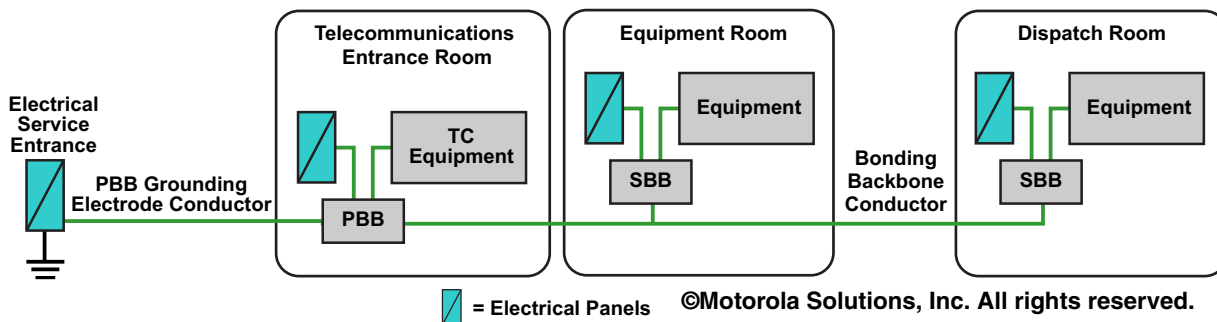 Telecommunications
Entrance Room
Equipment Room
Dispatch Room
Electrical
Service
Entrance
TC
Equipment
Equipment
Equipment
PBB Grounding
Electrode Conductor
PBB
SBB
Bonding
Backbone
Conductor
SBB
= Electrical Panels
©Motorola Solutions, Inc. All rights reserved.